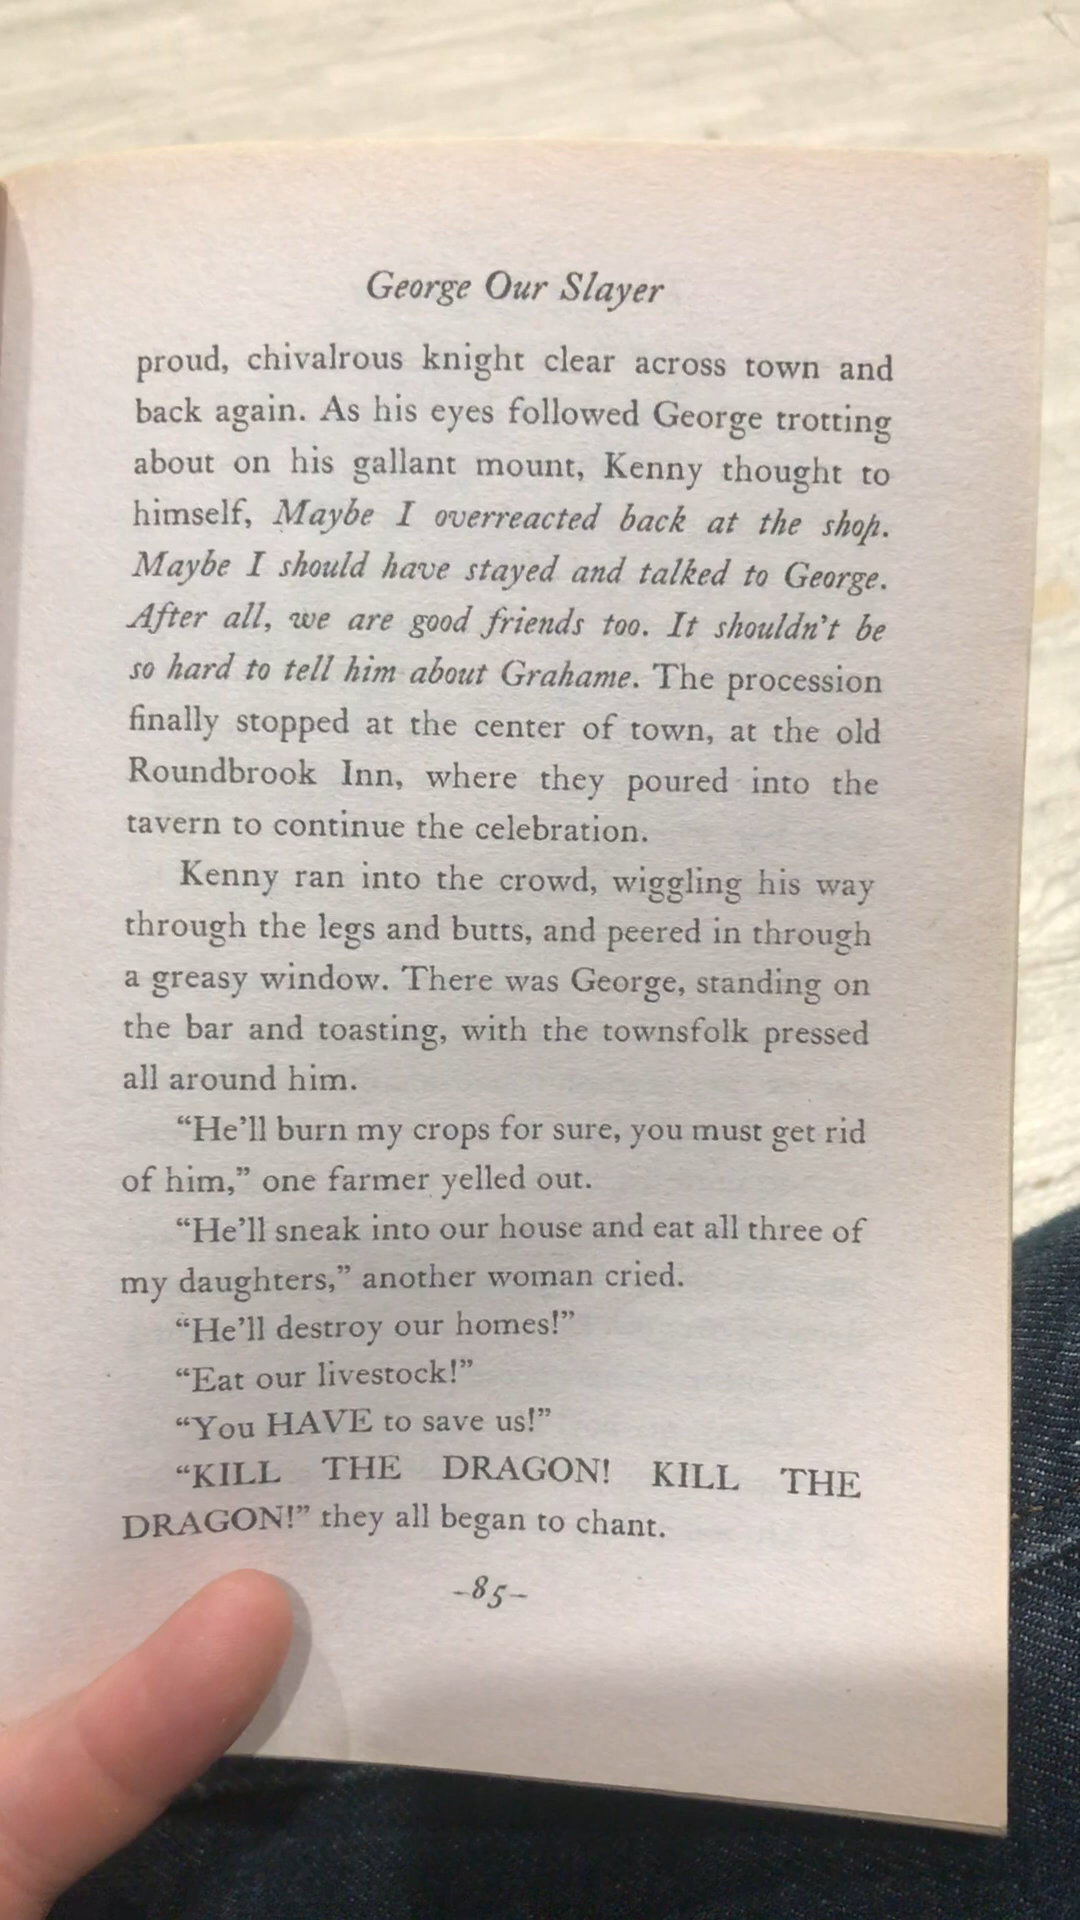 George Our Slayer
proud, chivalrous knight clear across town and
back again. As his eyes followed George trotting
about on his gallant mount, Kenny thought to
himself, Maybe I overreacted back at the shop.
Maybe I should have stayed and talked to George.
After all, we are good friends too. It shouldn’t be
so hard to tell him about Grahame. The procession
finally stopped at the center of town, at the old
Roundbrook Inn, where they poured into the
tavern to continue the celebration.
Kenny ran into the crowd, wiggling his way
through the legs and butts, and peered in through
a greasy window. There was George, standing on
the bar and toasting, with the townsfolk pressed
all around him.
“He’ll burn my crops for sure, you must get rid
of him,” one farmer yelled out.
“He’ll sneak into our house and eat all three of
my daughters,” another woman cried.
“He’ll destroy our homes!”
“Eat our livestock!”
“You HAVE to save us!”
“KILL THE DRAGON! KILL THE
DRAGON!” they all began to chant.
-85-